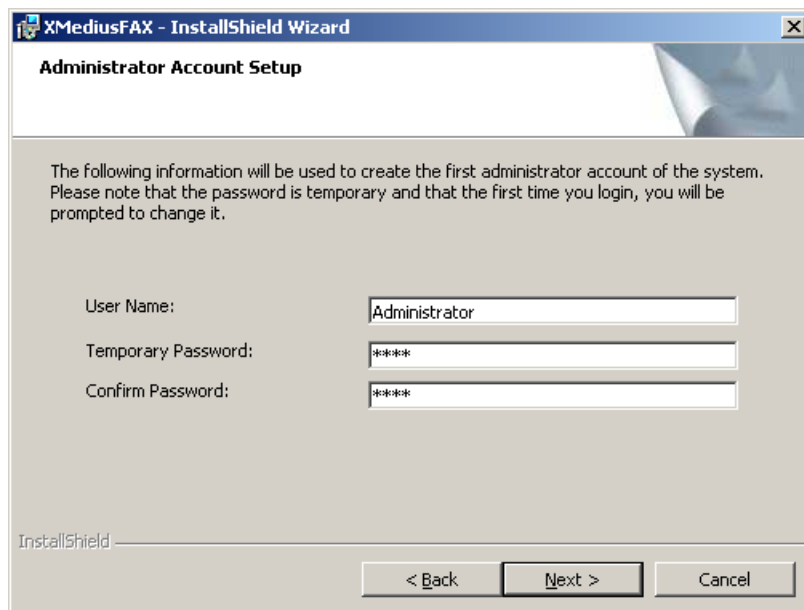 XMediusFAX - InstallShield Wizard
Administrator Account Setup
The following information will be used to create the first administrator account of the system.
Please note that the password is temporary and that the first time you login, you will be
prompted to change it.
User Name:
Administrator
Temporary Password:
****
Confirm Password:
****
InstallShield
< Back
Next >
Cancel